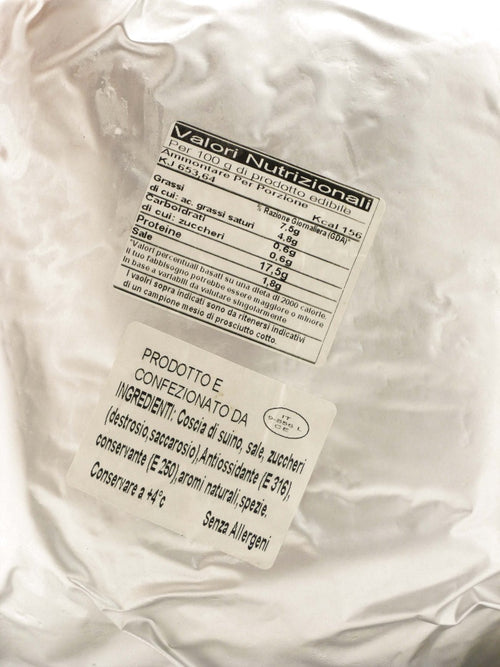 Valori Nutrizionali
Per 100 g di prodotto edibile
Ammontare Per Porzione
KJ 653,64 Kcal 156
% Razione Giornaliera (GDA)*
Grassi 7,5g
di cui: ac. grassi saturi 4,8g
Carboidrati 0,6g
di cui: zuccheri 0,6g
Proteine 17,5g
Sale 1,8g
*Valori percentuali basati su una dieta di 2000 calorie.
Il tuo fabbisogno potrebbe essere maggiore o minore
in base a variabili da valutare singolarmente
I vaolri sopra indicati sono da ritenersi indicativi
di un campione mesio di prosciutto cotto.
PRODOTTO E
CONFEZIONATO DA
IT
CE
INGREDIENTI: Coscia di suino, sale, zuccheri
(destrosio,saccarosio),Antiossidante (E 316),
conservante (E 250),aromi naturali,spezie.
Conservare a +4°c
Senza Allergeni